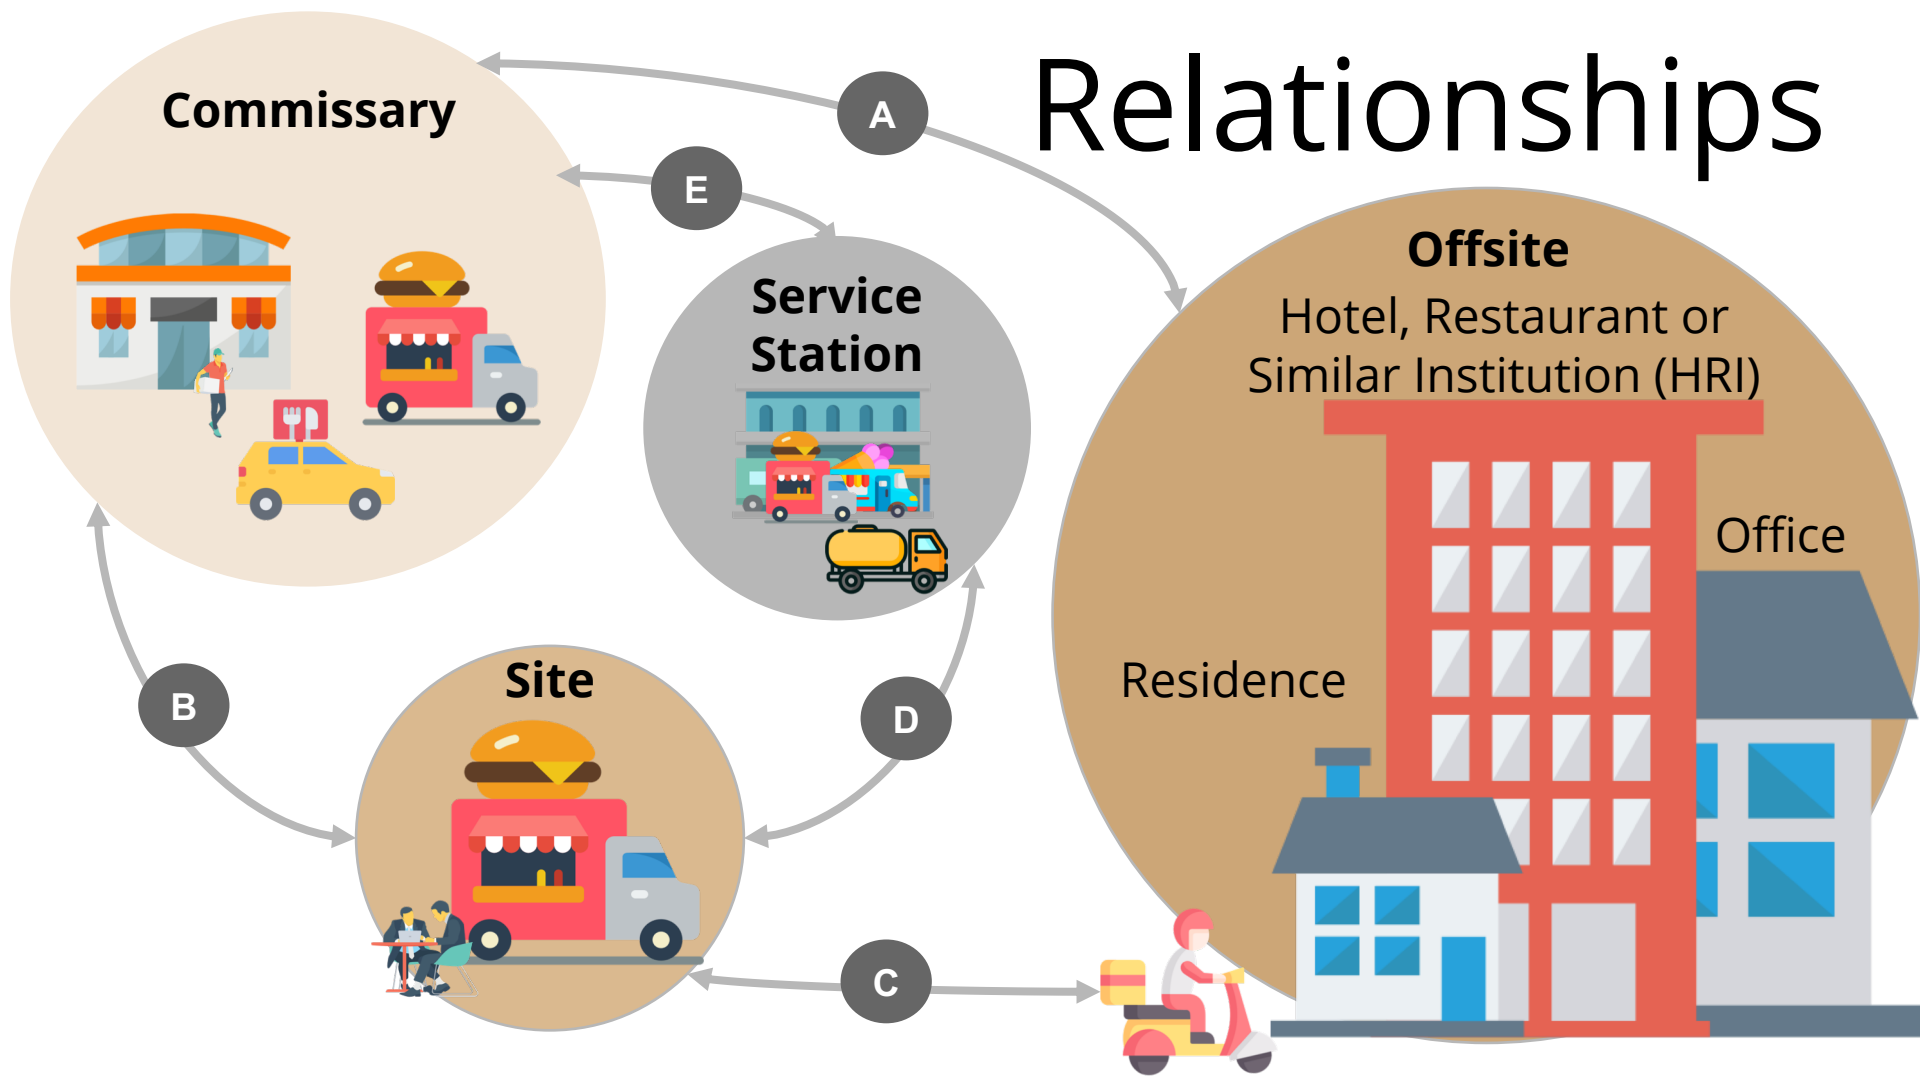 Relationships
Commissary
A
E
Service
Station
Offsite
Hotel, Restaurant or
Similar Institution (HRI)
Office
Residence
B
Site
D
C